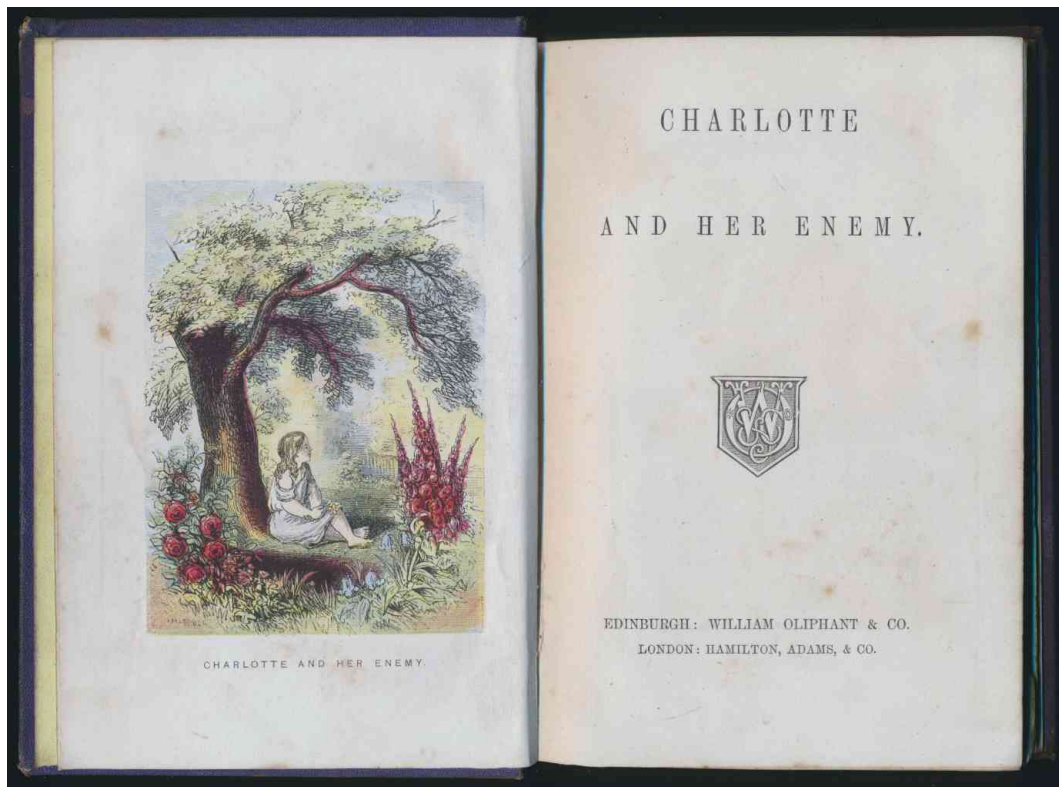 CHARLOTTE AND HER ENEMY.
CHARLOTTE
AND HER ENEMY.
EDINBURGH: WILLIAM OLIPHANT & CO.
LONDON: HAMILTON, ADAMS, & CO.